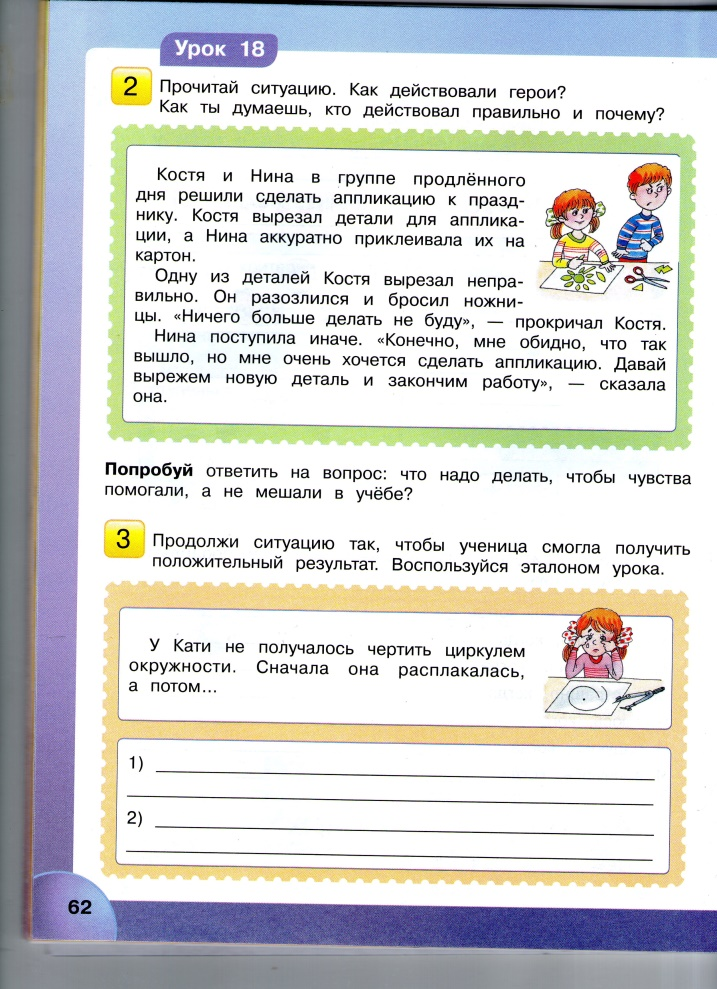 Урок 18
2 Прочитай ситуацию. Как действовали герои?
Как ты думаешь, кто действовал правильно и почему?
Костя и Нина в группе продлённого
дня решили сделать аппликацию к празд-
нику. Костя вырезал детали для апплика-
ции, а Нина аккуратно приклеивала их на
картон.
Одну из деталей Костя вырезал непра-
вильно. Он разозлился и бросил ножни-
цы. «Ничего больше делать не буду», — прокричал Костя.
Нина поступила иначе. «Конечно, мне обидно, что так
вышло, но мне очень хочется сделать аппликацию. Давай
вырежем новую деталь и закончим работу», — сказала
она.
Попробуй ответить на вопрос: что надо делать, чтобы чувства
помогали, а не мешали в учёбе?
3 Продолжи ситуацию так, чтобы ученица смогла получить
положительный результат. Воспользуйся эталоном урока.
У Кати не получалось чертить циркулем
окружности. Сначала она расплакалась,
а потом...
1)
2)
62